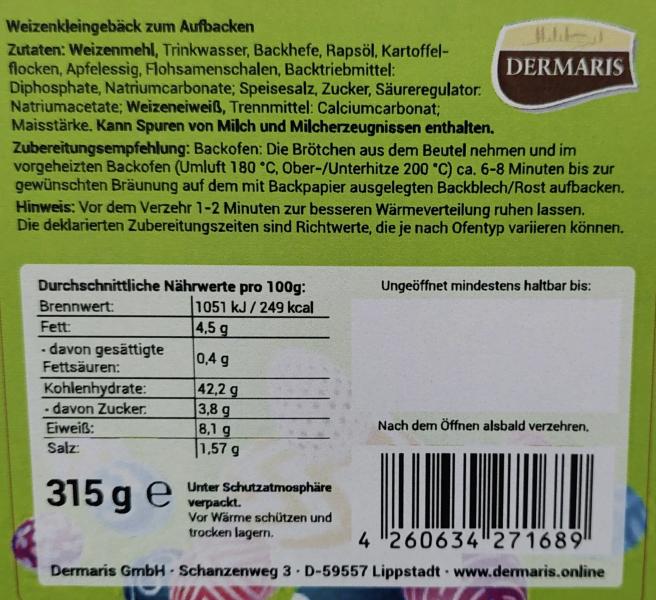 Weizenkleingebäck zum Aufbacken
Zutaten: Weizenmehl, Trinkwasser, Backhefe, Rapsöl, Kartoffel-
flocken, Apfelessig, Flohsamenschalen, Backtriebmittel:
Diphosphate, Natriumcarbonate; Speisesalz, Zucker, Säureregulator:
Natriumacetate; Weizeneiweiß, Trennmittel: Calciumcarbonat;
Maisstärke. Kann Spuren von Milch und Milcherzeugnissen enthalten.
DERMARIS
Zubereitungsempfehlung: Backofen: Die Brötchen aus dem Beutel nehmen und im
vorgeheizten Backofen (Umluft 180 °C, Ober-/Unterhitze 200 °C) ca. 6-8 Minuten bis zur
gewünschten Bräunung auf dem mit Backpapier ausgelegten Backblech/Rost aufbacken.
Hinweis: Vor dem Verzehr 1-2 Minuten zur besseren Wärmeverteilung ruhen lassen.
Die deklarierten Zubereitungszeiten sind Richtwerte, die je nach Ofentyp variieren können.
Durchschnittliche Nährwerte pro 100g:
Brennwert: 1051 kJ / 249 kcal
Fett: 4,5 g
- davon gesättigte
Fettsäuren: 0,4 g
Kohlenhydrate: 42,2 g
- davon Zucker: 3,8 g
Eiweiß: 8,1 g
Salz: 1,57 g
Ungeöffnet mindestens haltbar bis:
Nach dem Öffnen alsbald verzehren.
315 g e
Unter Schutzatmosphäre
verpackt.
Vor Wärme schützen und
trocken lagern.
4 260634 271689
Dermaris GmbH · Schanzenweg 3 · D-59557 Lippstadt · www.dermaris.online